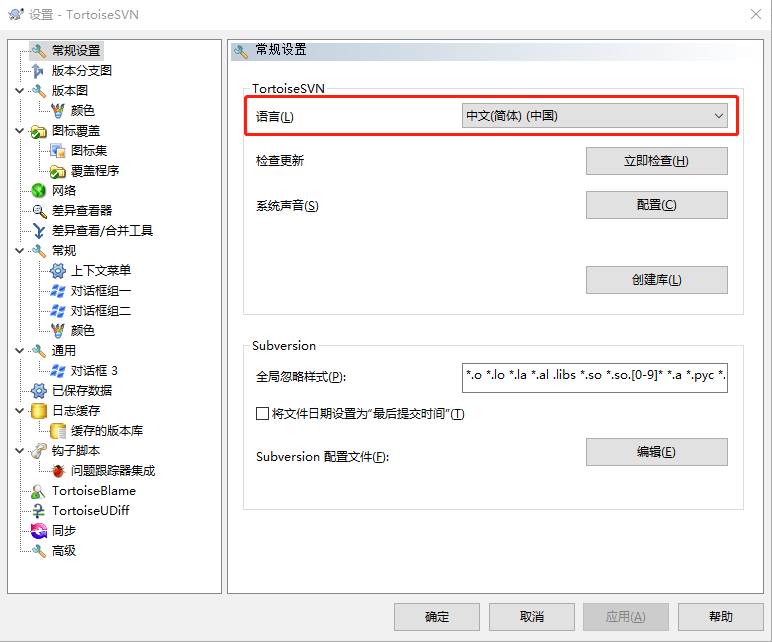 设置 - TortoiseSVN
常规设置
版本分支图
版本图
颜色
图标覆盖
图标集
覆盖程序
网络
差异查看器
差异查看/合并工具
常规
上下文菜单
对话框组一
对话框组二
颜色
通用
对话框 3
已保存数据
日志缓存
缓存的版本库
钩子脚本
问题跟踪器集成
TortoiseBlame
TortoiseUDiff
同步
高级
常规设置
TortoiseSVN
语言(L) 中文(简体) (中国)
检查更新 立即检查(H)
系统声音(S) 配置(C)
创建库(L)
Subversion
全局忽略样式(P): *.o *.lo *.la *.al .libs *.so *.so.[0-9]* *.a *.pyc *.
将文件日期设置为“最后提交时间”(T)
Subversion 配置文件(F): 编辑(E)
确定 取消 应用(A) 帮助